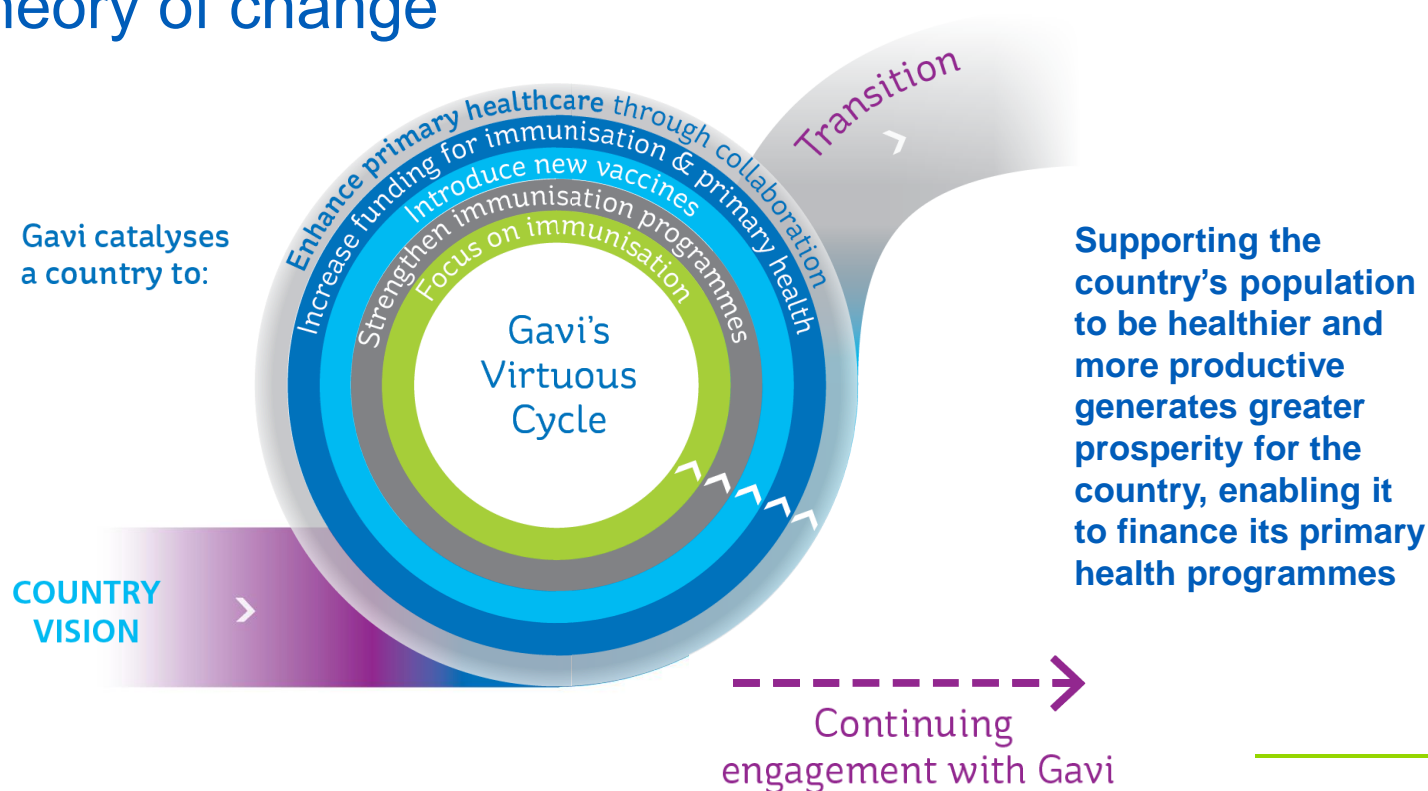 heory of change
Enhance primary healthcare through collaboration
Increase funding for immunisation & primary health
Introduce new vaccines
Strengthen immunisation programmes
Focus on immunisation
Transition
Gavi catalyses
a country to:
Gavi's
Virtuous
Cycle
Supporting the
country’s population
to be healthier and
more productive
generates greater
prosperity for the
country, enabling it
to finance its primary
health programmes
COUNTRY
VISION
Continuing
engagement with Gavi